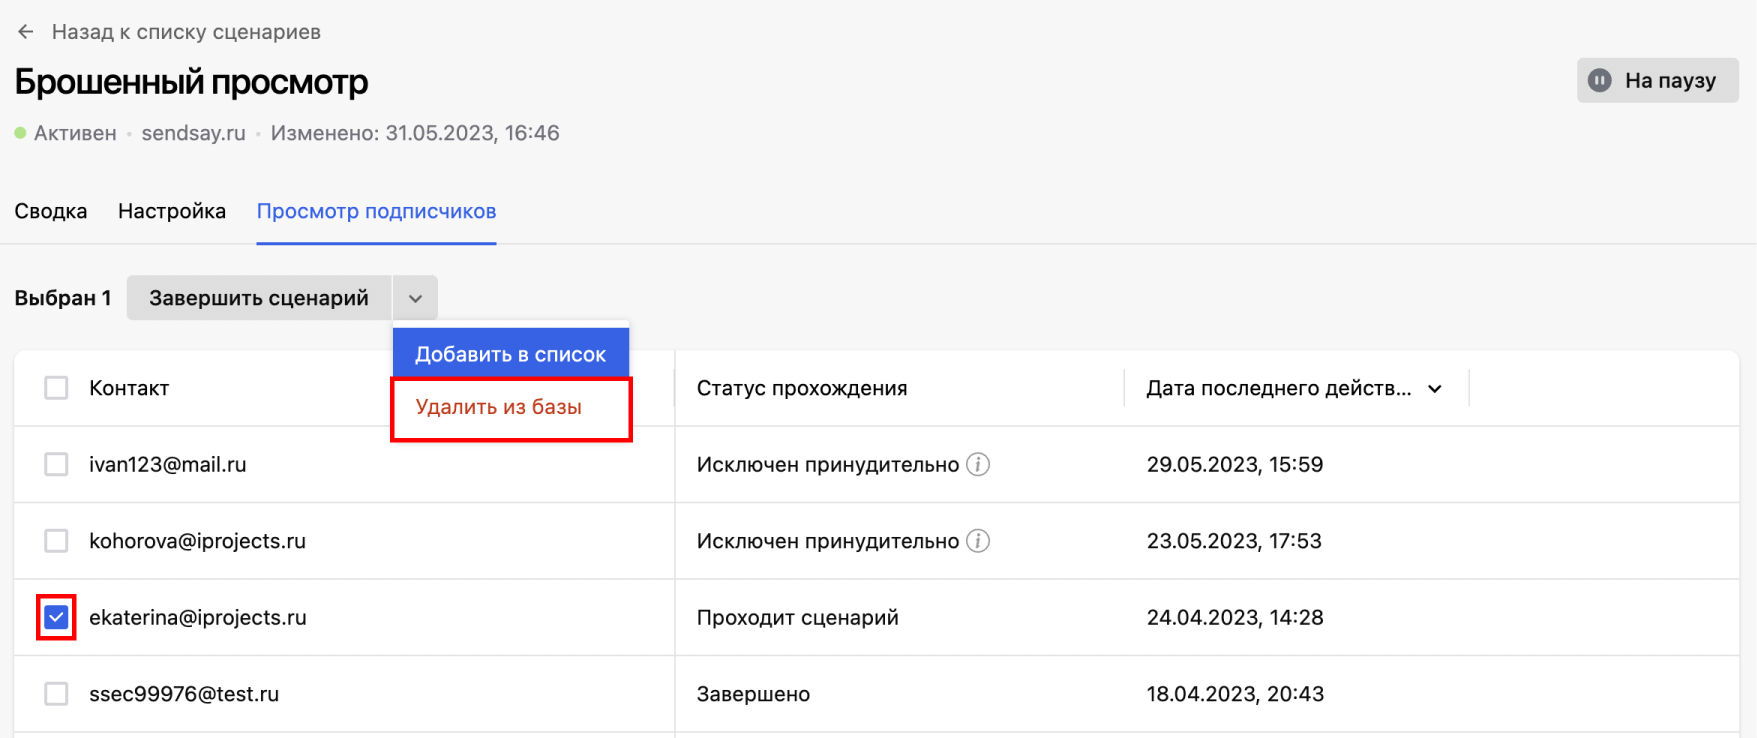 ← Назад к списку сценариев
Брошенный просмотр
На паузу
Активен • sendsay.ru • Изменено: 31.05.2023, 16:46
Сводка Настройка Просмотр подписчиков
Выбран 1 Завершить сценарий
Добавить в список
Удалить из базы
Контакт Статус прохождения Дата последнего действ...
ivan123@mail.ru Исключен принудительно i 29.05.2023, 15:59
kohorova@iprojects.ru Исключен принудительно i 23.05.2023, 17:53
ekaterina@iprojects.ru Проходит сценарий 24.04.2023, 14:28
ssec99976@test.ru Завершено 18.04.2023, 20:43